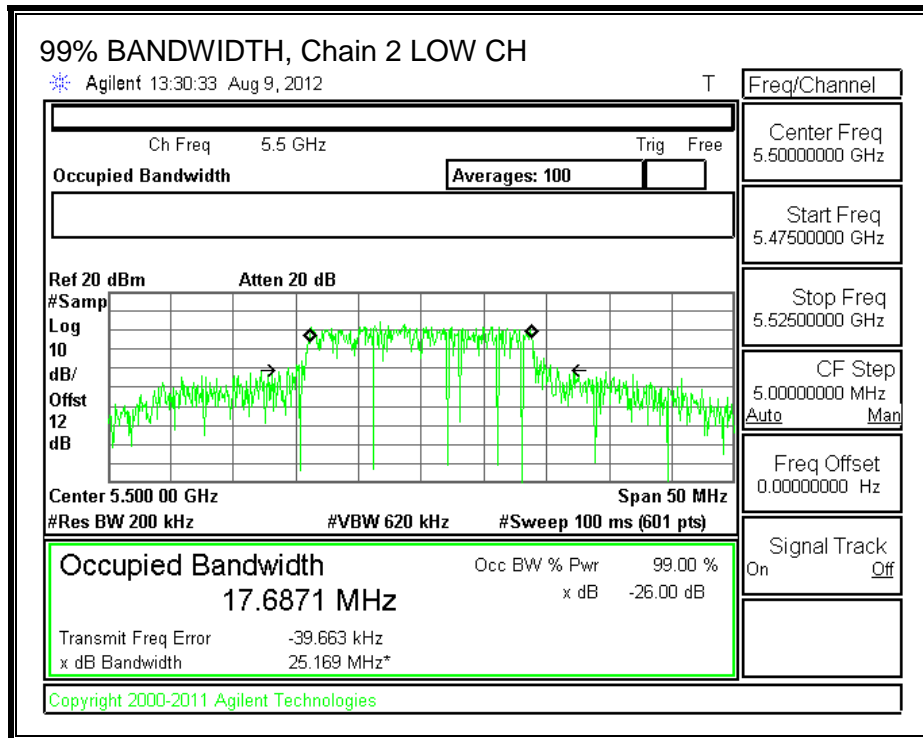 99% BANDWIDTH, Chain 2 LOW CH
Agilent 13:30:33 Aug 9, 2012 T
Freq/Channel
Ch Freq 5.5 GHz Trig Free
Occupied Bandwidth Averages: 100
Center Freq
5.50000000 GHz
Start Freq
5.47500000 GHz
Stop Freq
5.52500000 GHz
CF Step
5.00000000 MHz
Auto Man
Freq Offset
0.00000000 Hz
Signal Track
On Off
Ref 20 dBm Atten 20 dB
#Samp
Log
10
dB/
Offst
12
dB
Center 5.500 00 GHz Span 50 MHz
#Res BW 200 kHz #VBW 620 kHz #Sweep 100 ms (601 pts)
Occupied Bandwidth Occ BW % Pwr 99.00 %
17.6871 MHz x dB -26.00 dB
Transmit Freq Error -39.663 kHz
x dB Bandwidth 25.169 MHz*
Copyright 2000-2011 Agilent Technologies